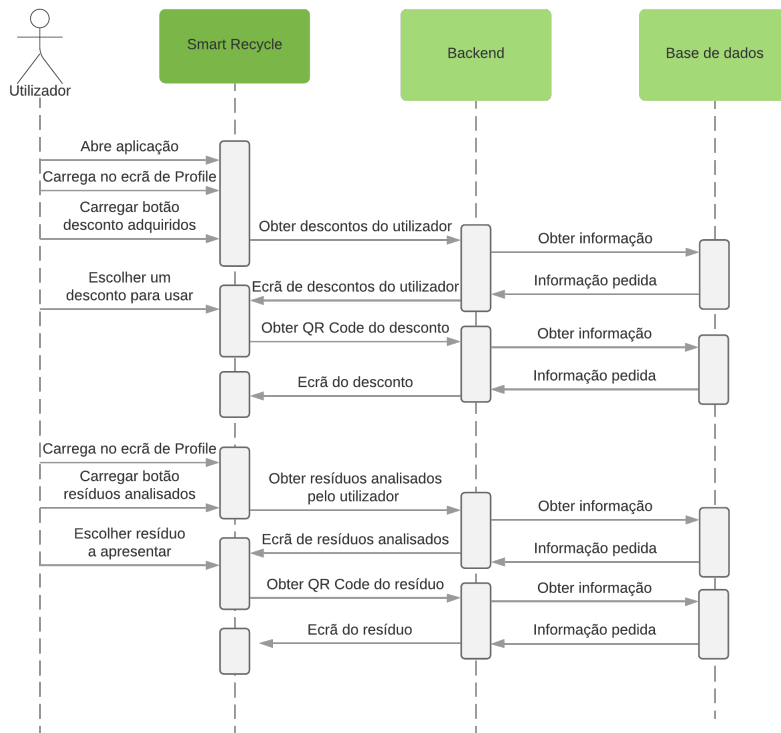 Smart Recycle
Backend
Base de dados
Utilizador
Abre aplicação
Carrega no ecrã de Profile
Carregar botão
desconto adquiridos
Obter descontos do utilizador
Obter informação
Escolher um
desconto para usar
Ecrã de descontos do utilizador
Informação pedida
Obter QR Code do desconto
Obter informação
Ecrã do desconto
Informação pedida
Carrega no ecrã de Profile
Carregar botão
resíduos analisados
Obter resíduos analisados
pelo utilizador
Obter informação
Escolher resíduo
a apresentar
Ecrã de resíduos analisados
Informação pedida
Obter QR Code do resíduo
Obter informação
Ecrã do resíduo
Informação pedida